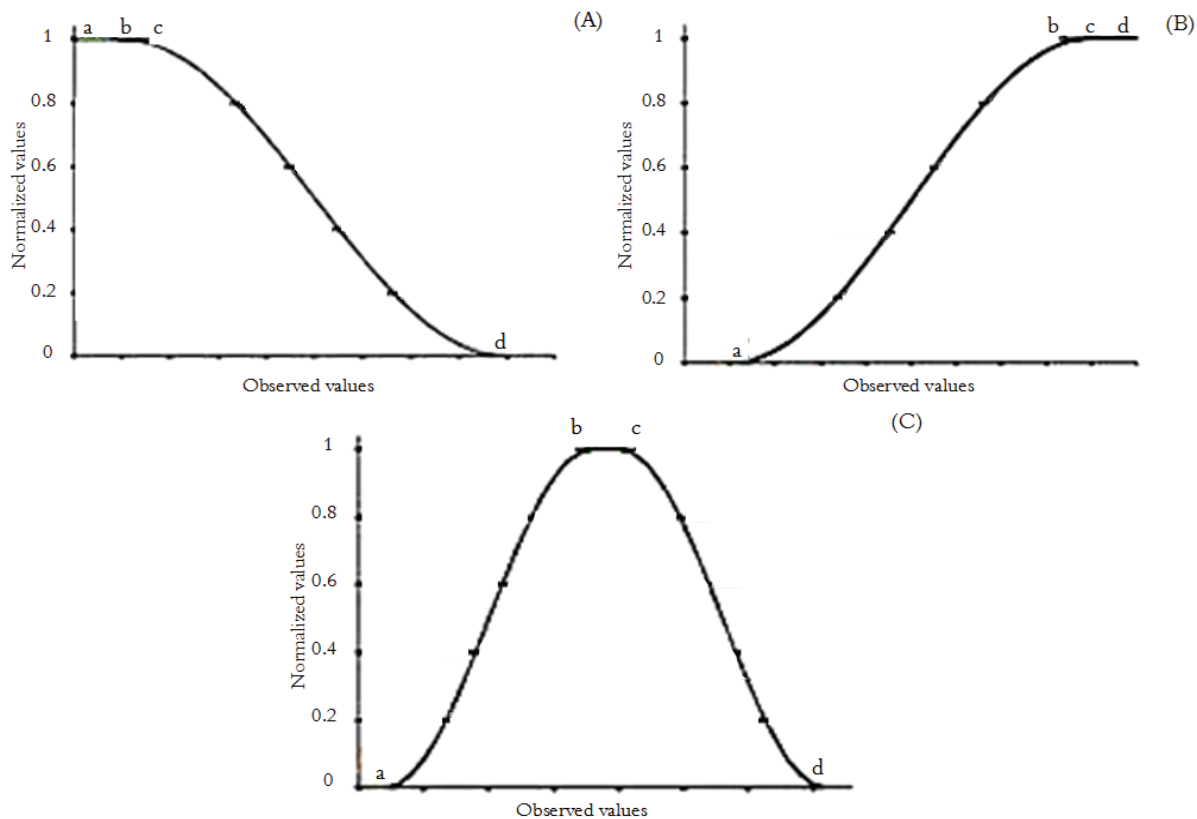 (A)
a b c
1
0.8
0.6
0.4
0.2
0
d
Normalized values
Observed values
(B)
b c d
1
0.8
0.6
0.4
0.2
0
a
Normalized values
Observed values
(C)
b c
1
0.8
0.6
0.4
0.2
0
a
d
Normalized values
Observed values